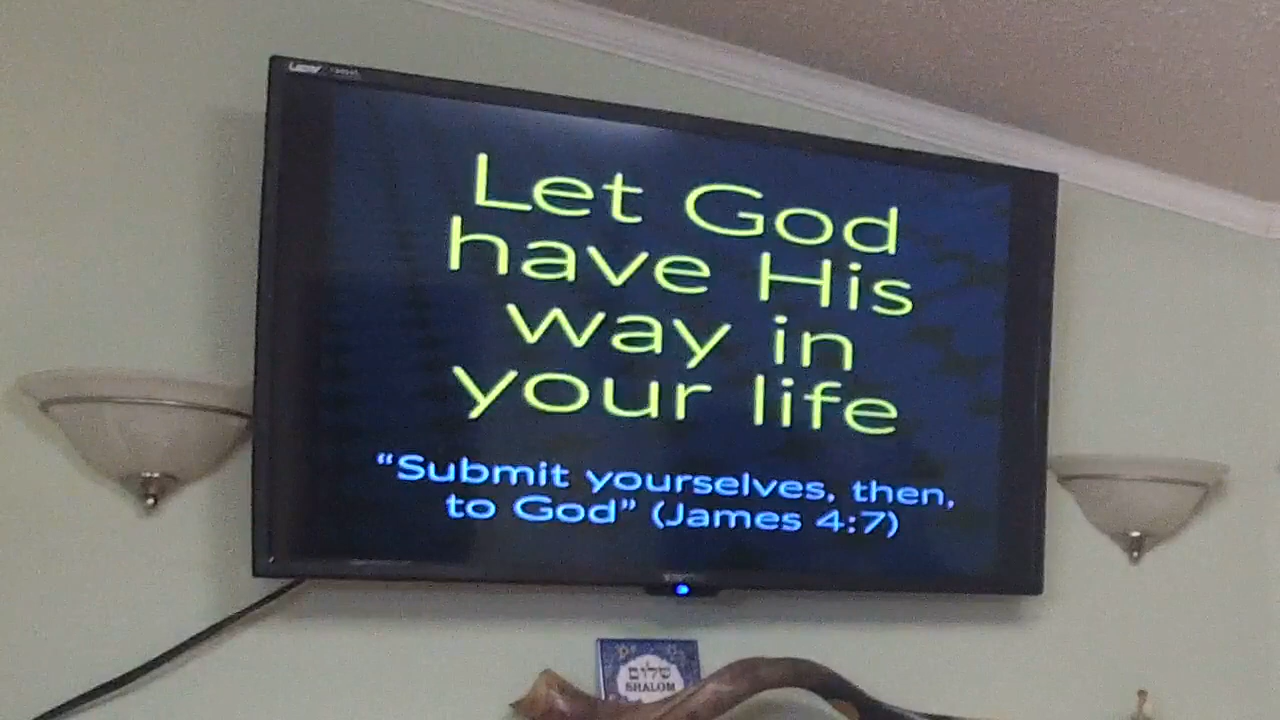 Let God
have His
way in
your life
“Submit yourselves, then,
to God” (James 4:7)
שלום
SHALOM